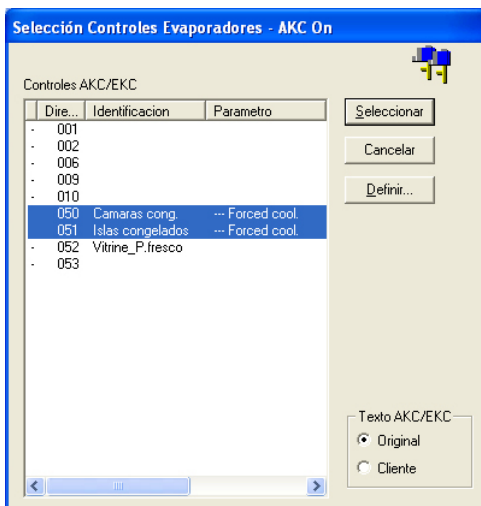 Selección Controles Evaporadores - AKC On
Controles AKC/EKC
Dire... Identificacion Parametro
- 001
- 002
- 006
- 009
- 010
050 Camaras cong. --- Forced cool.
051 Islas congelados --- Forced cool.
- 052 Vitrine_P.fresco
- 053
Seleccionar
Cancelar
Definir...
Texto AKC/EKC
Original
Cliente